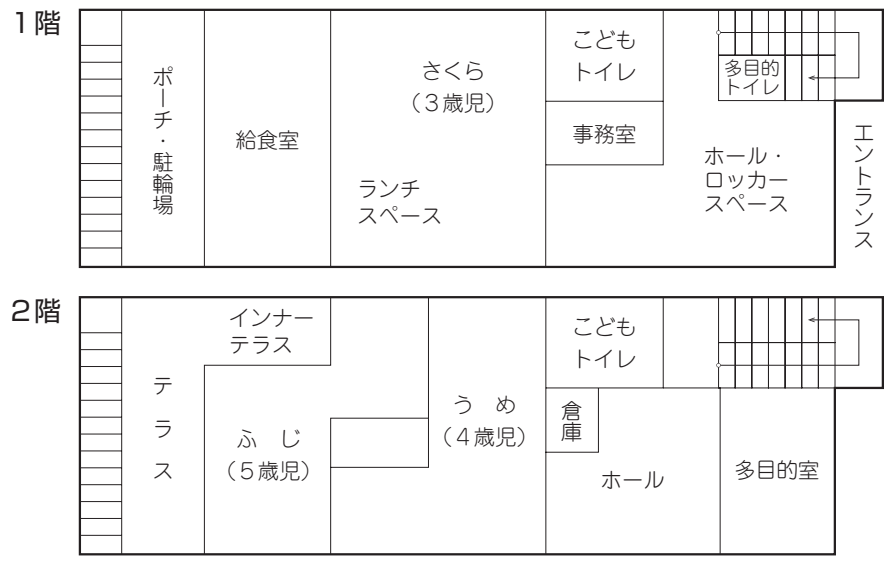 1階
ポーチ・駐輪場
給食室
さくら
（３歳児）
ランチ
スペース
こども
トイレ
事務室
多目的
トイレ
ホール・
ロッカー
スペース
エントランス
2階
テラス
インナー
テラス
ふじ
（５歳児）
うめ
（４歳児）
こども
トイレ
倉庫
ホール
多目的室